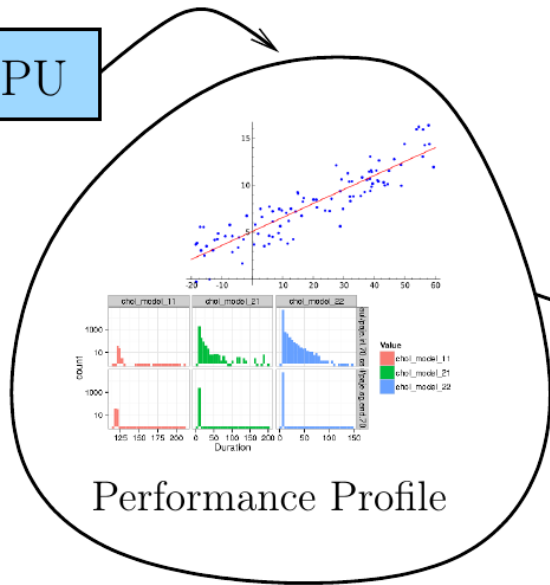 PU
15
10
5
-20 -10 10 20 30 40 50 60
chol_model_11 chol_model_21 chol_model_22
1000
10
1000
10
count
125 150 175 200 0 50 100 150 200 0 50 100 150
Duration
Value
chol_model_11
chol_model_21
chol_model_22
Performance Profile